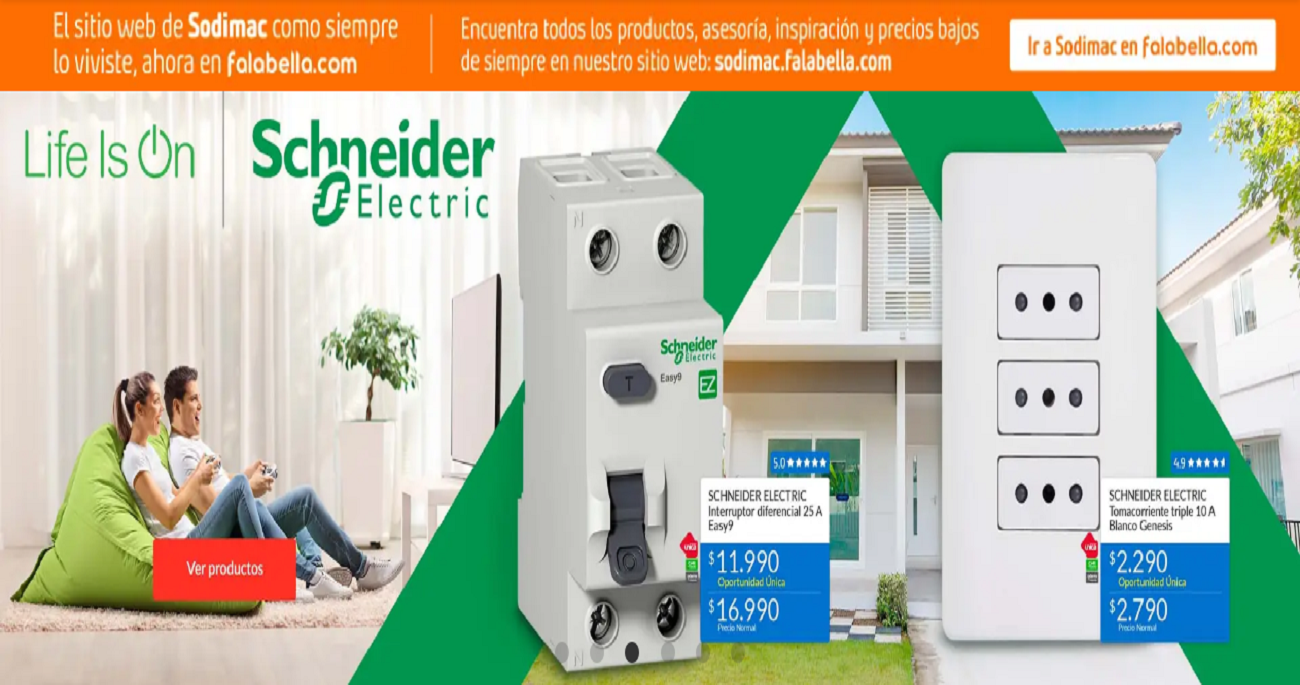 El sitio web de Sodimac como siempre
lo viviste, ahora en falabella.com
Encuentra todos los productos, asesoría, inspiración y precios bajos
de siempre en nuestro sitio web: sodimac.falabella.com
Ir a Sodimac en falabella.com
Life Is On
Schneider
Electric
N
Schneider
Electric
Easy9
EZ
T
N
Ver productos
5.0
SCHNEIDER ELECTRIC
Interruptor diferencial 25 A
Easy9
$11.990
Oportunidad Única
$16.990
Precio Normal
4.9
SCHNEIDER ELECTRIC
Tomacorriente triple 10 A
Blanco Genesis
$2.290
Oportunidad Única
$2.790
Precio Normal